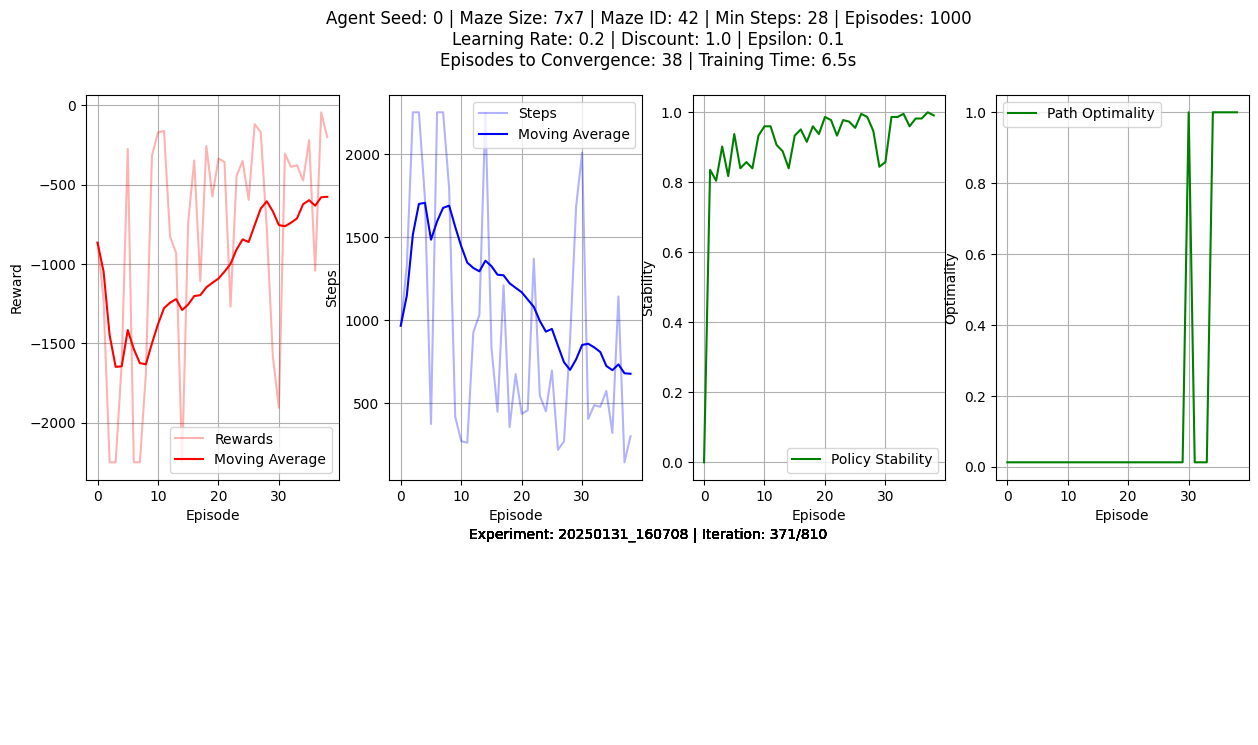 Agent Seed: 0 | Maze Size: 7x7 | Maze ID: 42 | Min Steps: 28 | Episodes: 1000
Learning Rate: 0.2 | Discount: 1.0 | Epsilon: 0.1
Episodes to Convergence: 38 | Training Time: 6.5s
Reward
0
−500
−1000
−1500
−2000
0
10
20
30
Episode
Rewards
Moving Average
Steps
2000
1500
1000
500
0
10
20
30
Episode
Steps
Moving Average
Stability
1.0
0.8
0.6
0.4
0.2
0.0
0
10
20
30
Episode
Policy Stability
Optimality
1.0
0.8
0.6
0.4
0.2
0.0
0
10
20
30
Episode
Path Optimality
Experiment: 20250131_160708 | Iteration: 371/810